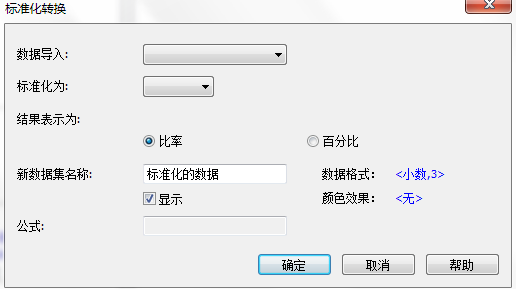 标准化转换
数据导入:
标准化为:
结果表示为:
比率 百分比
新数据集名称: 标准化的数据 数据格式: <小数,3>
显示 颜色效果: <无>
公式:
确定 取消 帮助